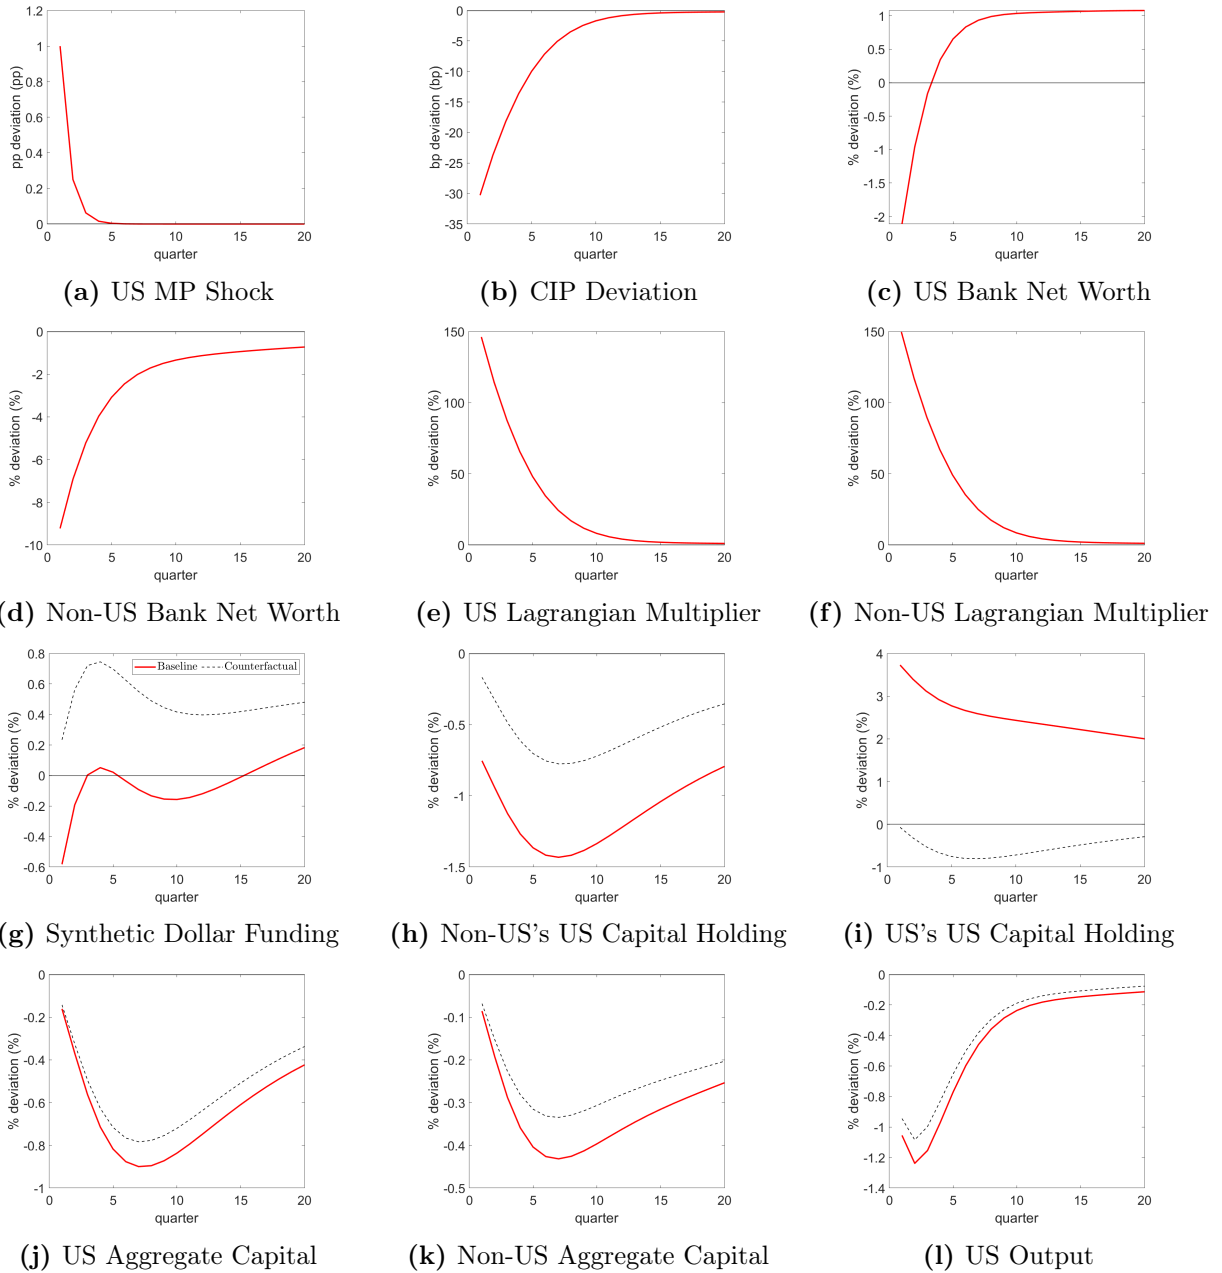 1.2
1
0.8
0.6
0.4
0.2
0
pp deviation (pp)
0 5 10 15 20
quarter
(a) US MP Shock
0
-5
-10
-15
-20
-25
-30
-35
bp deviation (bp)
0 5 10 15 20
quarter
(b) CIP Deviation
1
0.5
0
-0.5
-1
-1.5
-2
% deviation (%)
0 5 10 15 20
quarter
(c) US Bank Net Worth
0
-2
-4
-6
-8
-10
% deviation (%)
0 5 10 15 20
quarter
(d) Non-US Bank Net Worth
150
100
50
0
% deviation (%)
0 5 10 15 20
quarter
(e) US Lagrangian Multiplier
150
100
50
0
% deviation (%)
0 5 10 15 20
quarter
(f) Non-US Lagrangian Multiplier
0.8
0.6
0.4
0.2
0
-0.2
-0.4
-0.6
% deviation (%)
Baseline Counterfactual
0 5 10 15 20
quarter
(g) Synthetic Dollar Funding
0
-0.5
-1
-1.5
% deviation (%)
0 5 10 15 20
quarter
(h) Non-US's US Capital Holding
4
3
2
1
0
-1
% deviation (%)
0 5 10 15 20
quarter
(i) US's US Capital Holding
0
-0.2
-0.4
-0.6
-0.8
-1
% deviation (%)
0 5 10 15 20
quarter
(j) US Aggregate Capital
0
-0.1
-0.2
-0.3
-0.4
-0.5
% deviation (%)
0 5 10 15 20
quarter
(k) Non-US Aggregate Capital
0
-0.2
-0.4
-0.6
-0.8
-1
-1.2
-1.4
% deviation (%)
0 5 10 15 20
quarter
(l) US Output